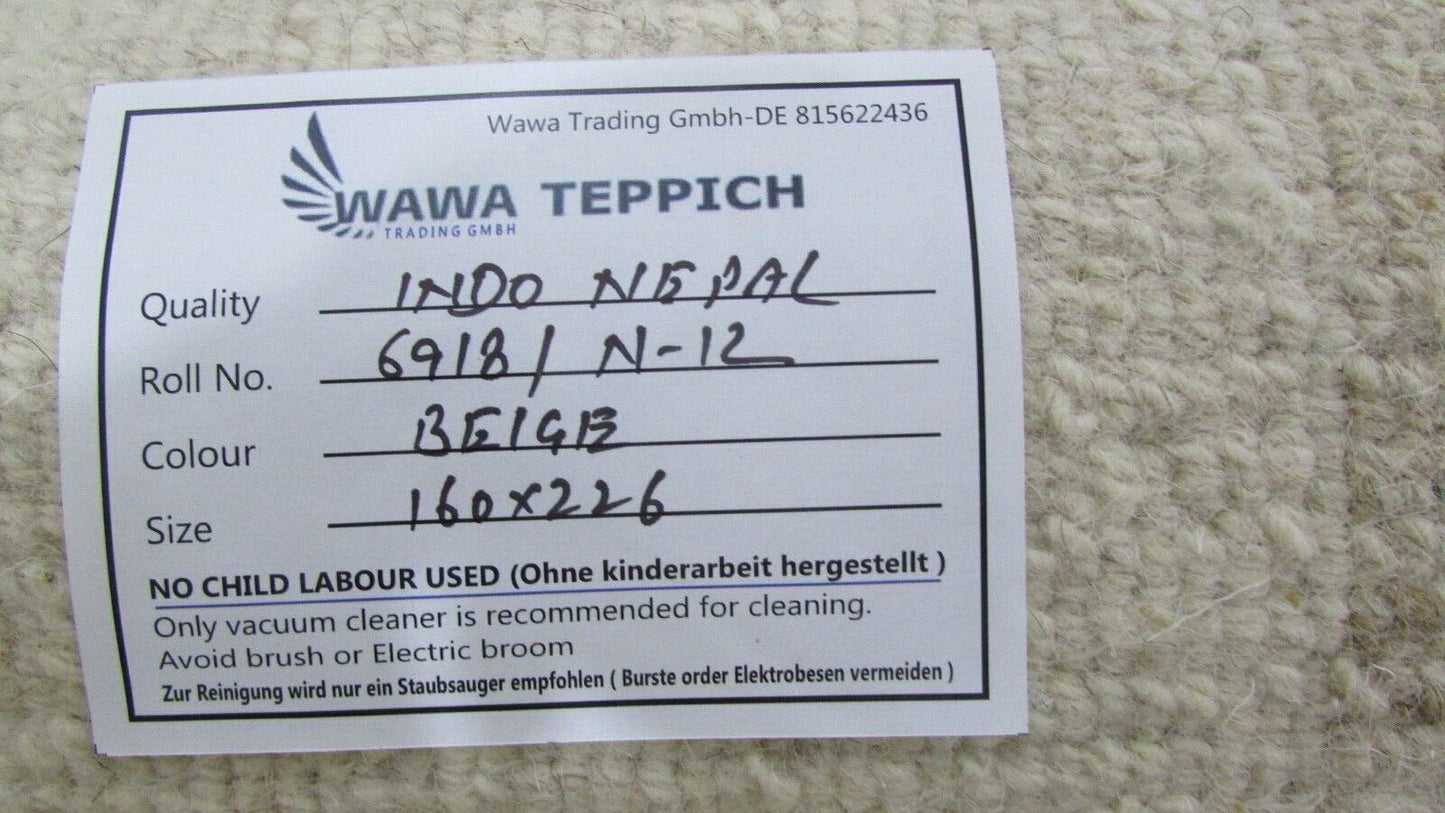 Wawa Trading Gmbh-DE 815622436
WAWA TEPPICH
TRADING GMBH
Quality INDO NEPAL
Roll No. 6918/ N-12
Colour BEIGE
Size 160x226
NO CHILD LABOUR USED (Ohne kinderarbeit hergestellt )
Only vacuum cleaner is recommended for cleaning.
Avoid brush or Electric broom
Zur Reinigung wird nur ein Staubsauger empfohlen ( Burste order Elektrobesen vermeiden )